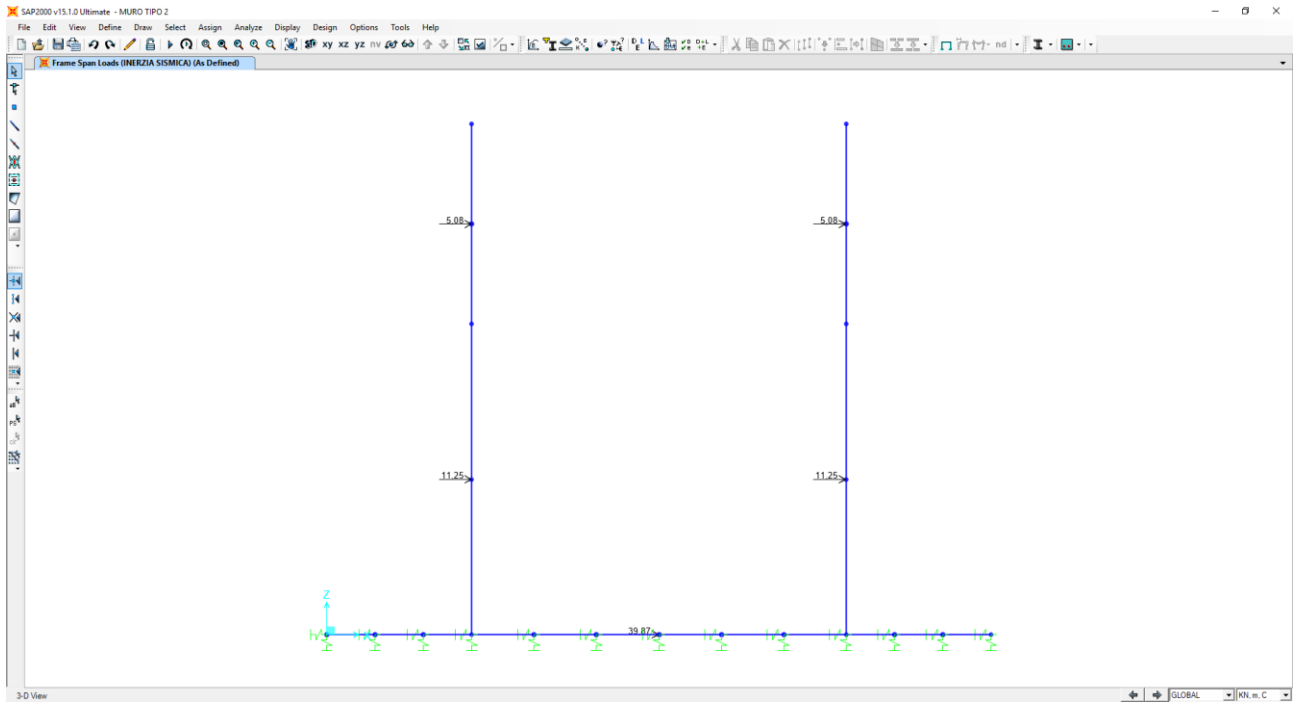 SAP2000 v15.1.0 Ultimate - MURO TIPO 2
File Edit View Define Draw Select Assign Analyze Display Design Options Tools Help
xy xz yz nv nd
Frame Span Loads (INERZIA SISMICA) (As Defined)
5.08 5.08
11.25 11.25
Z
39.87
X
3-D View GLOBAL KN, m, C